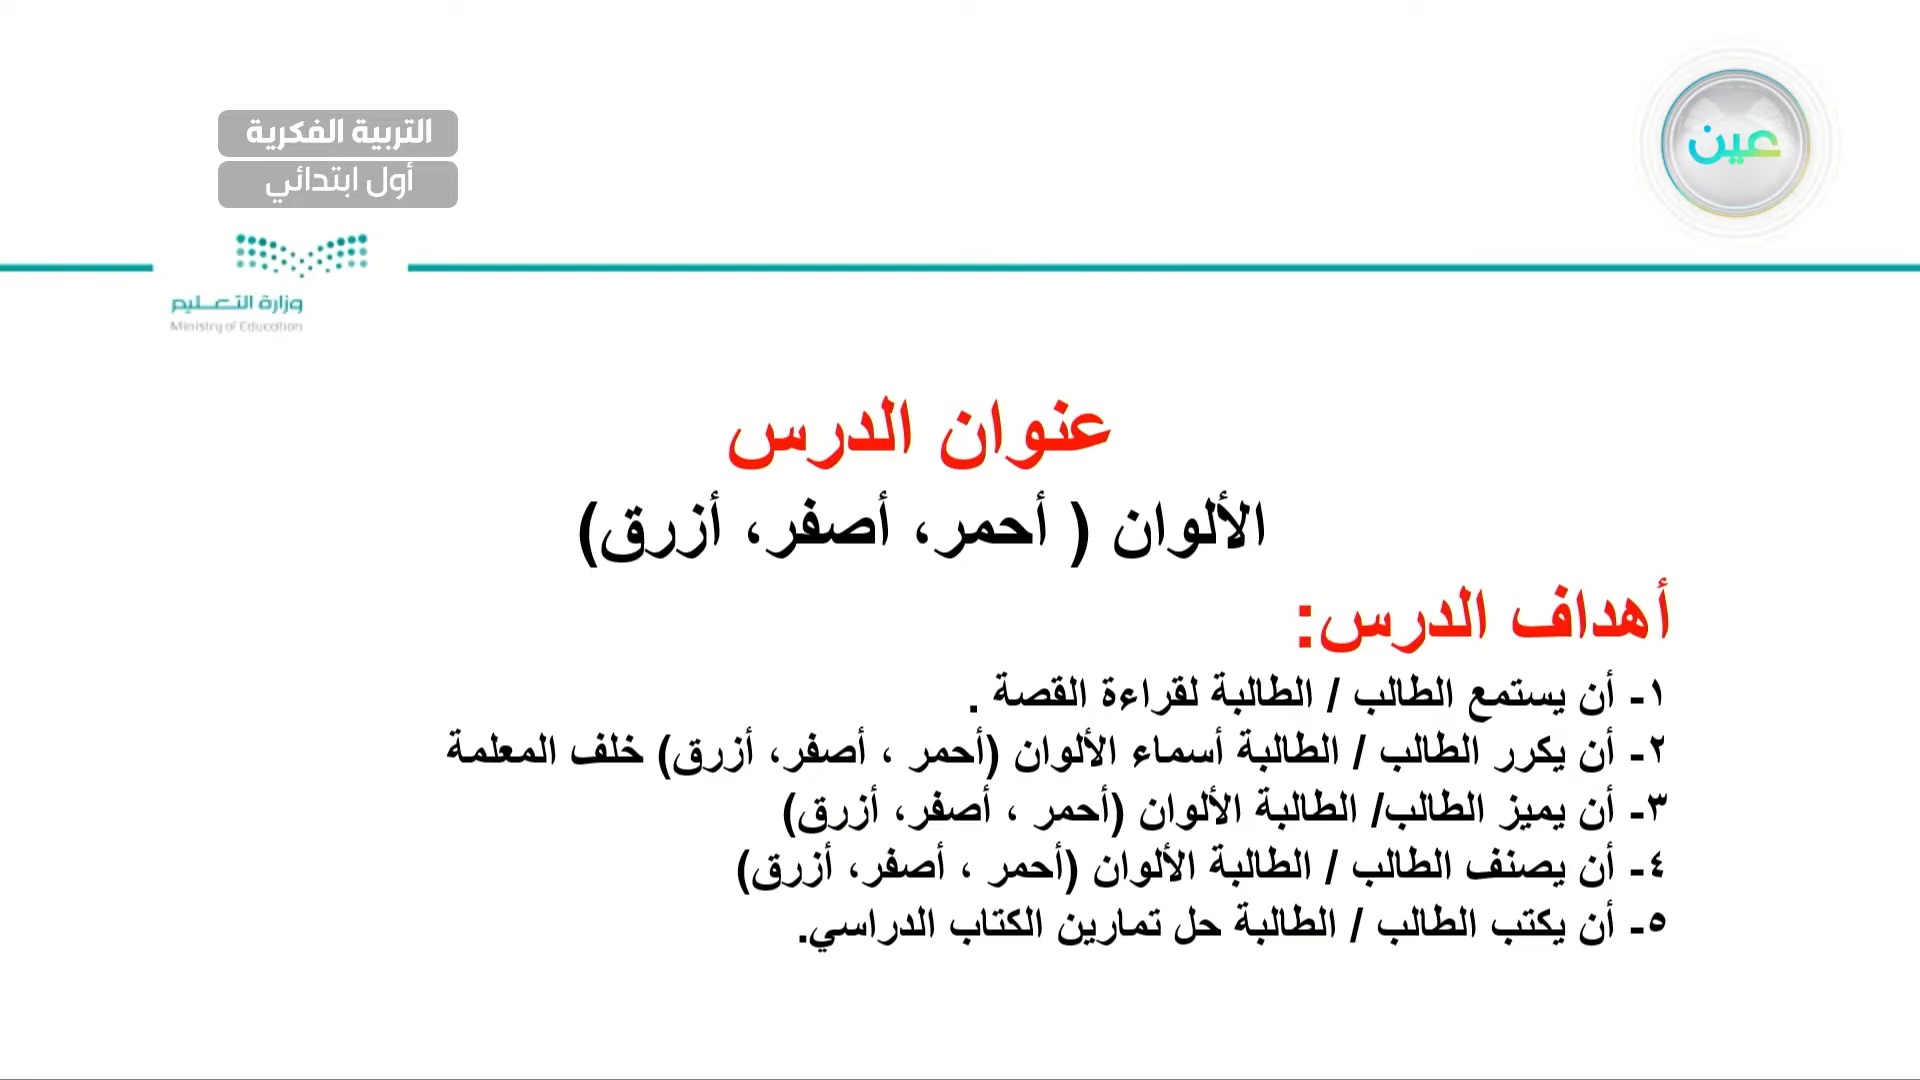 التربية الفكرية
أول ابتدائي
عين
وزارة التعليم
Ministry of Education
عنوان الدرس
الألوان ( أحمر، أصفر، أزرق)
أهداف الدرس:
١- أن يستمع الطالب / الطالبة لقراءة القصة .
٢- أن يكرر الطالب / الطالبة أسماء الألوان (أحمر ، أصفر، أزرق) خلف المعلمة
٣- أن يميز الطالب/ الطالبة الألوان (أحمر ، أصفر، أزرق)
٤- أن يصنف الطالب / الطالبة الألوان (أحمر ، أصفر، أزرق)
٥- أن يكتب الطالب / الطالبة حل تمارين الكتاب الدراسي.